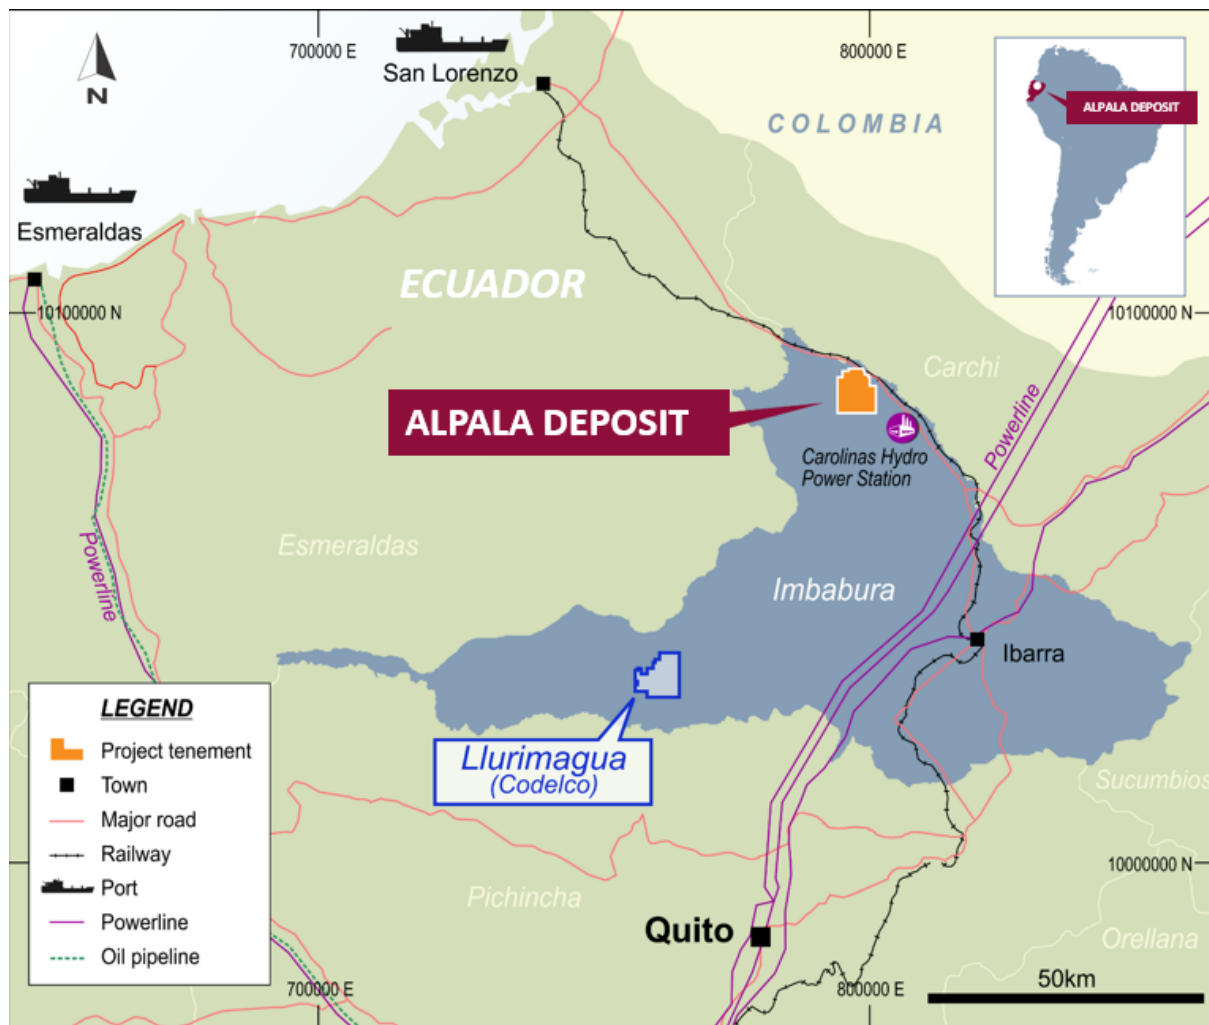 700000 E
800000 E
San Lorenzo
N
COLOMBIA
ALPALA DEPOSIT
Esmeraldas
ECUADOR
10100000 N
10100000 N
Carchi
ALPALA DEPOSIT
Powerline
Carolinas Hydro
Power Station
Esmeraldas
Powerline
Imbabura
Ibarra
Llurimagua
(Codelco)
LEGEND
Project tenement
Town
Major road
Railway
Port
Powerline
Oil pipeline
Sucumbios
10000000 N
Pichincha
Quito
Orellana
50km
700000 E
800000 E